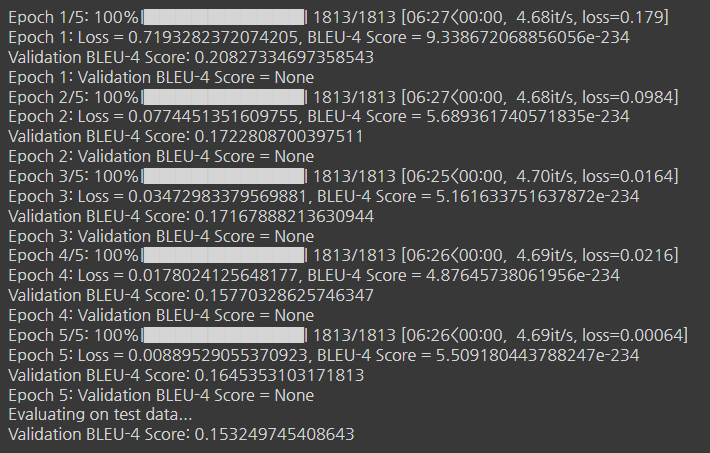 Epoch 1/5: 100%|██████████| 1813/1813 [06:27<00:00,  4.68it/s, loss=0.179]
Epoch 1: Loss = 0.7193282372074205, BLEU-4 Score = 9.338672068856056e-234
Validation BLEU-4 Score: 0.20827334697358543
Epoch 1: Validation BLEU-4 Score = None
Epoch 2/5: 100%|██████████| 1813/1813 [06:27<00:00,  4.68it/s, loss=0.0984]
Epoch 2: Loss = 0.0774451351609755, BLEU-4 Score = 5.689361740571835e-234
Validation BLEU-4 Score: 0.1722808700397511
Epoch 2: Validation BLEU-4 Score = None
Epoch 3/5: 100%|██████████| 1813/1813 [06:25<00:00,  4.70it/s, loss=0.0164]
Epoch 3: Loss = 0.03472983379569881, BLEU-4 Score = 5.161633751637872e-234
Validation BLEU-4 Score: 0.17167888213630944
Epoch 3: Validation BLEU-4 Score = None
Epoch 4/5: 100%|██████████| 1813/1813 [06:26<00:00,  4.69it/s, loss=0.0216]
Epoch 4: Loss = 0.0178024125648177, BLEU-4 Score = 4.87645738061956e-234
Validation BLEU-4 Score: 0.15770328625746347
Epoch 4: Validation BLEU-4 Score = None
Epoch 5/5: 100%|██████████| 1813/1813 [06:26<00:00,  4.69it/s, loss=0.00064]
Epoch 5: Loss = 0.00889529055370923, BLEU-4 Score = 5.509180443788247e-234
Validation BLEU-4 Score: 0.1645353103171813
Epoch 5: Validation BLEU-4 Score = None
Evaluating on test data...
Validation BLEU-4 Score: 0.153249745408643